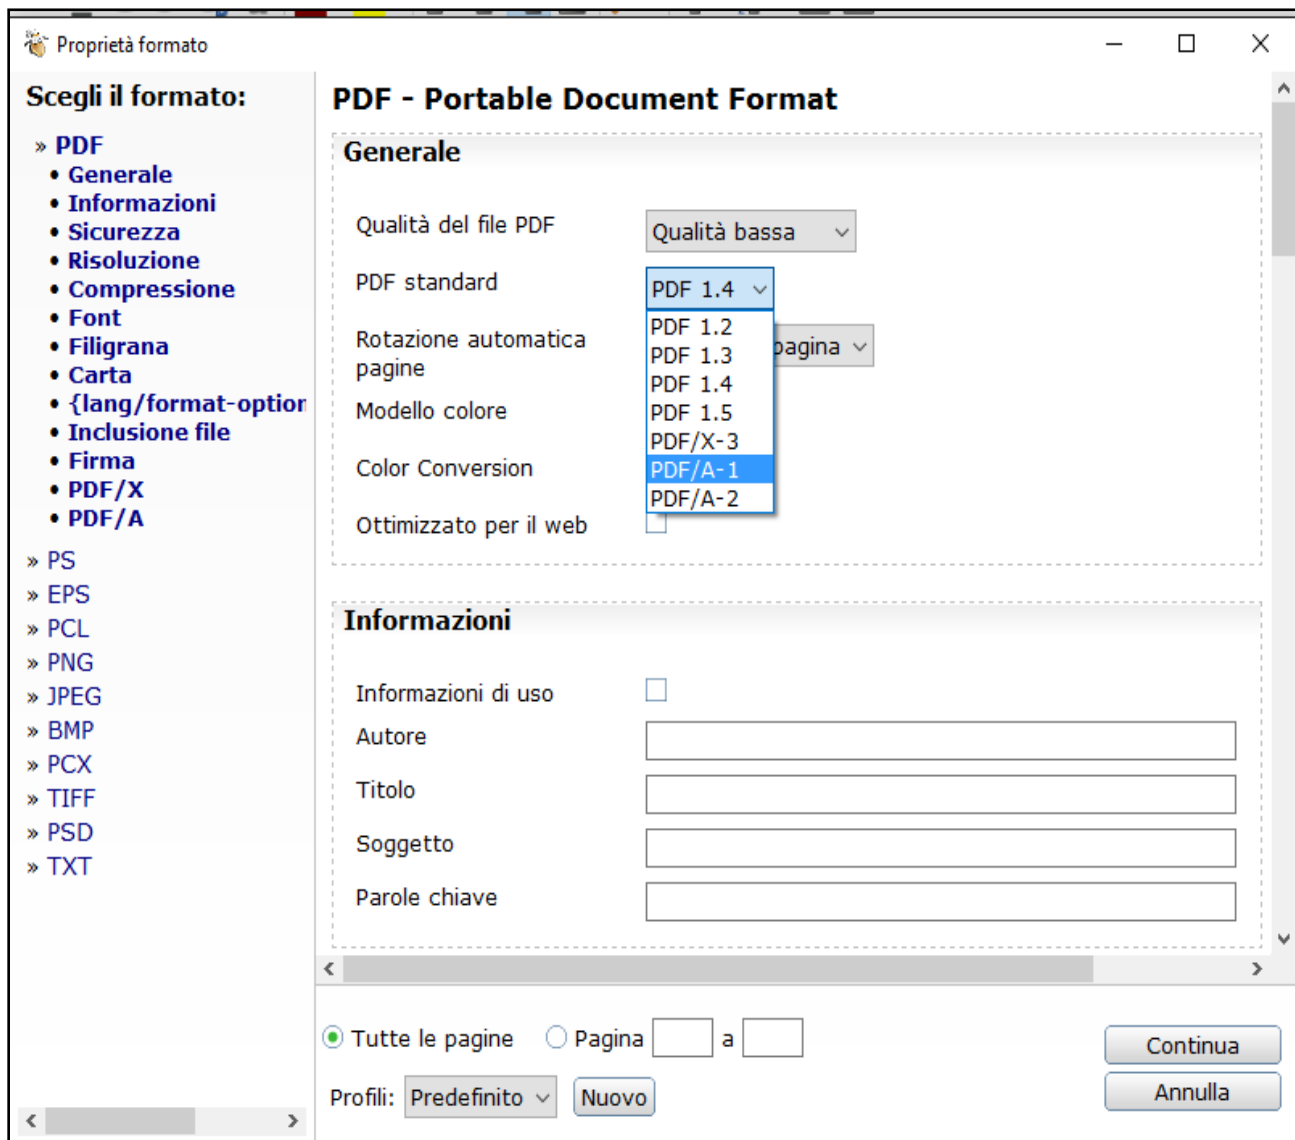 Proprietà formato
Scegli il formato:
» PDF
• Generale
• Informazioni
• Sicurezza
• Risoluzione
• Compressione
• Font
• Filigrana
• Carta
• {lang/format-option
• Inclusione file
• Firma
• PDF/X
• PDF/A
» PS
» EPS
» PCL
» PNG
» JPEG
» BMP
» PCX
» TIFF
» PSD
» TXT
PDF - Portable Document Format
Generale
Qualità del file PDF
Qualità bassa
PDF standard
PDF 1.4
PDF 1.2
PDF 1.3
PDF 1.4
PDF 1.5
PDF/X-3
PDF/A-1
PDF/A-2
Rotazione automatica
pagine
pagina
Modello colore
Color Conversion
Ottimizzato per il web
Informazioni
Informazioni di uso
Autore
Titolo
Soggetto
Parole chiave
Tutte le pagine Pagina a
Profili: Predefinito Nuovo
Continua
Annulla